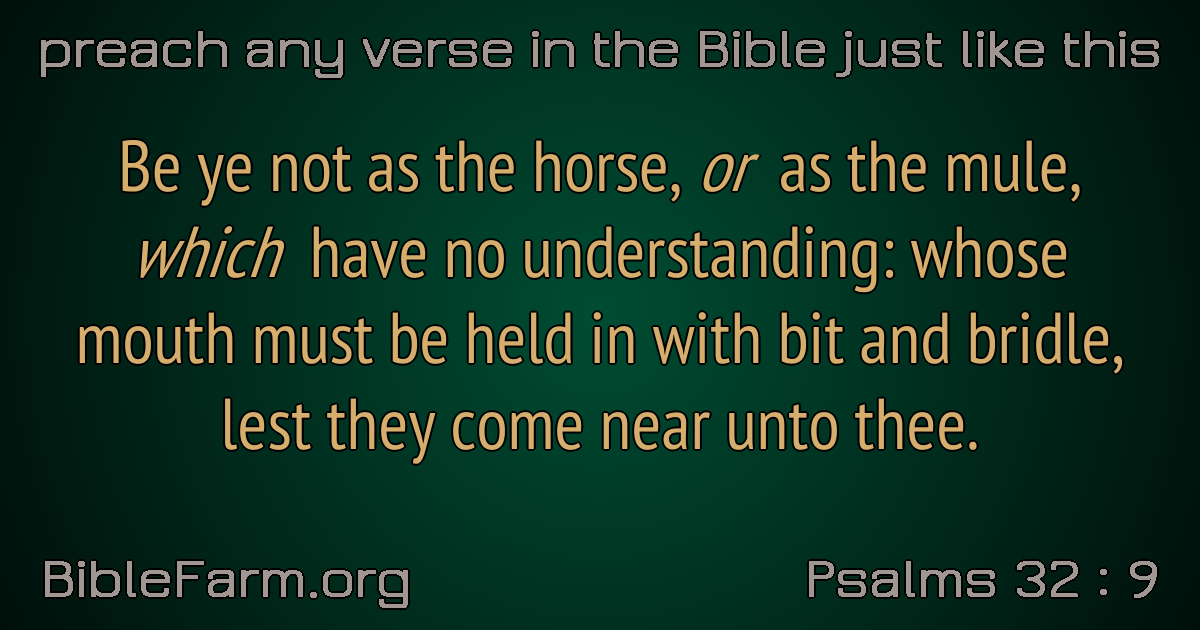 preach any verse in the Bible just like this
Be ye not as the horse, or as the mule,
which have no understanding: whose
mouth must be held in with bit and bridle,
lest they come near unto thee.
BibleFarm.org
Psalms 32 : 9